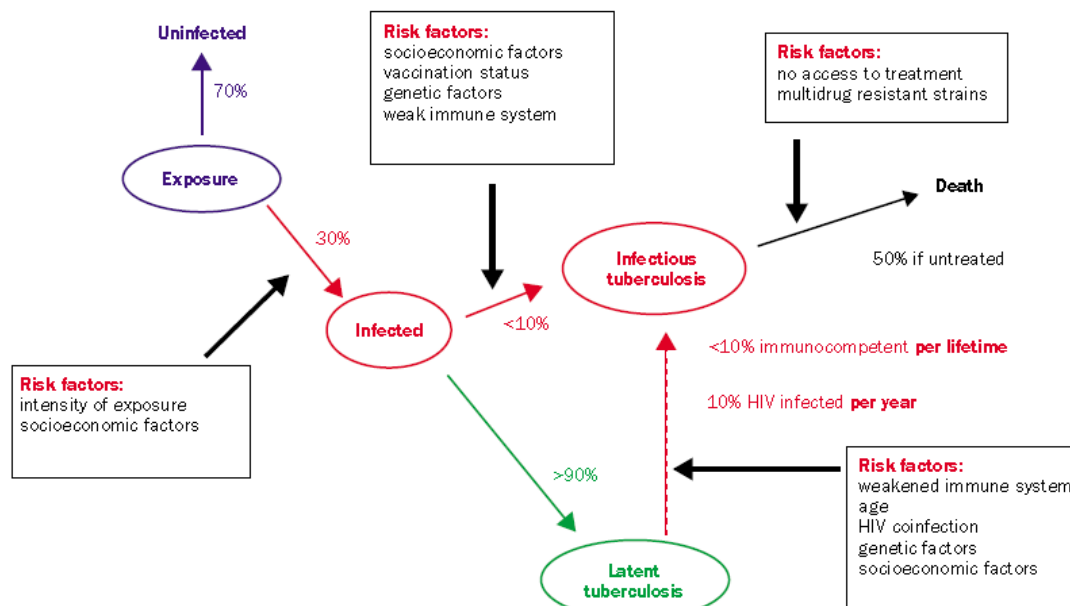 Uninfected
70%
Exposure
30%
Risk factors:
intensity of exposure
socioeconomic factors
Infected
Risk factors:
socioeconomic factors
vaccination status
genetic factors
weak immune system
<10%
Infectious
tuberculosis
Risk factors:
no access to treatment
multidrug resistant strains
Death
50% if untreated
<10% immunocompetent per lifetime
10% HIV infected per year
>90%
Latent
tuberculosis
Risk factors:
weakened immune system
age
HIV coinfection
genetic factors
socioeconomic factors